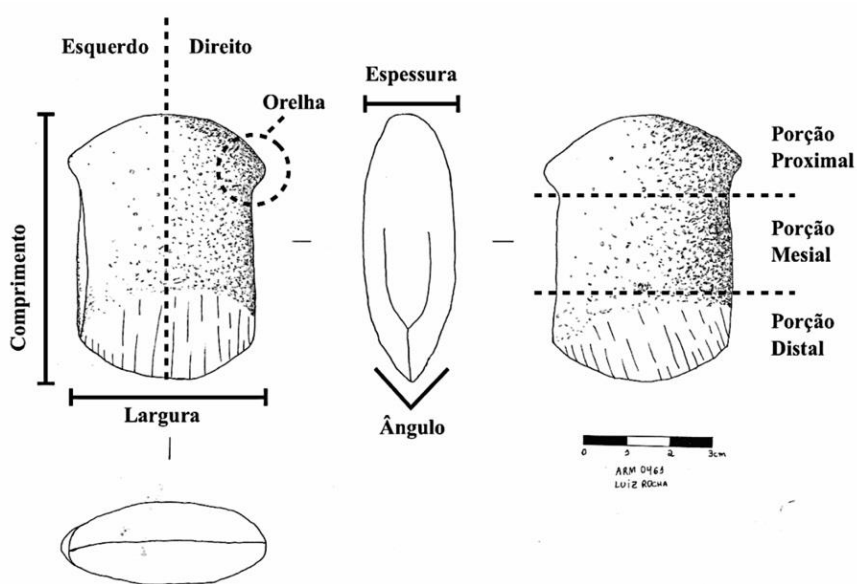 Esquerdo
Direito
Orelha
Espessura
Porção
Proximal
Comprimento
Porção
Mesial
Porção
Distal
Largura
Ângulo
0 1 2 3cm
ARM 0463
LUIZ ROCHA